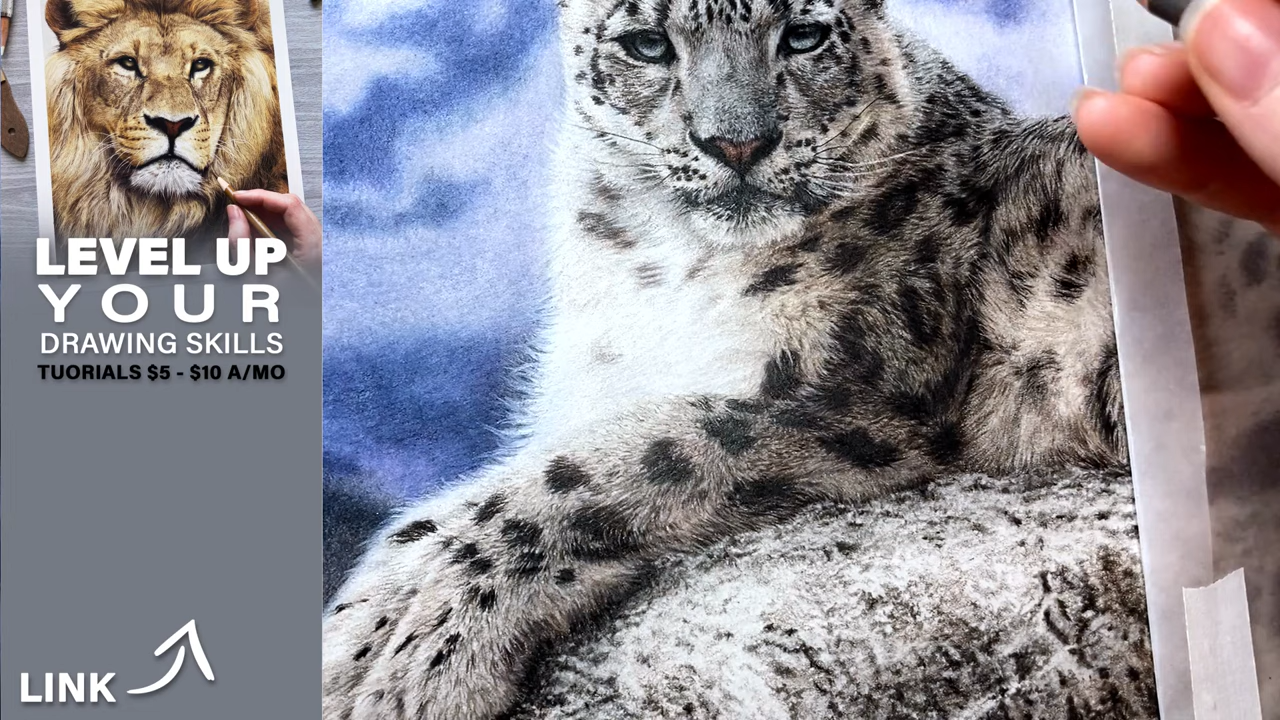 LEVEL UP
YOUR
DRAWING SKILLS
TUORIALS $5 - $10 A/MO
LINK